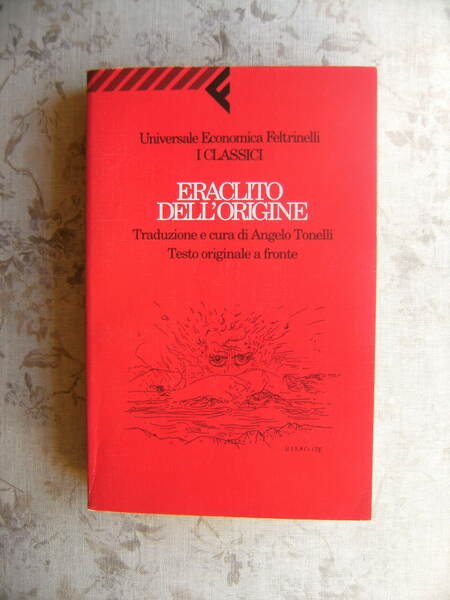 Universale Economica Feltrinelli
I CLASSICI
ERACLITO
DELL'ORIGINE
Traduzione e cura di Angelo Tonelli
Testo originale a fronte